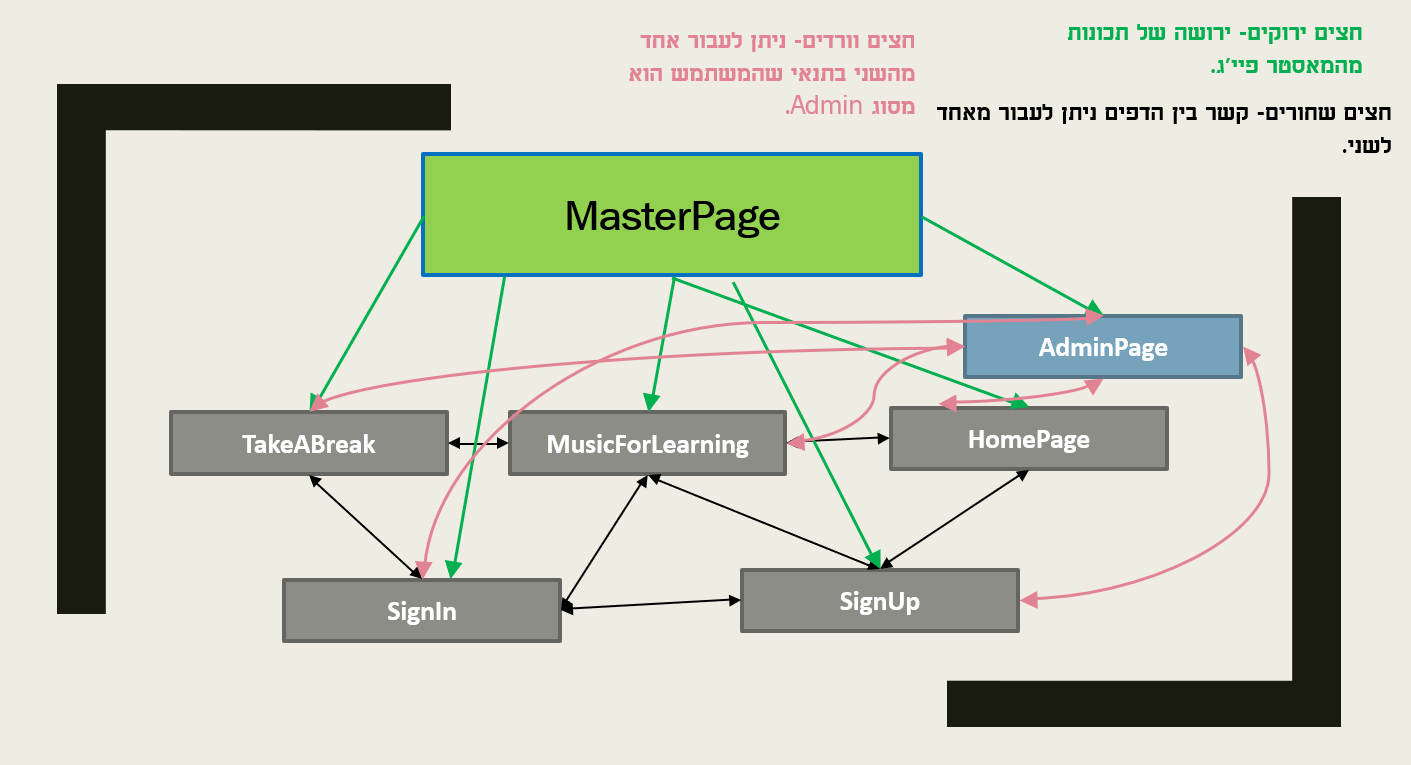 חצים ירוקים- ירושה של תכונות
מהמאסטר פייג'.
חצים וורדים- ניתן לעבור אחד
מהשני בתנאי שהמשתמש הוא
מסוג Admin.
חצים שחורים- קשר בין הדפים ניתן לעבור מאחד
לשני.
MasterPage
AdminPage
TakeABreak
MusicForLearning
HomePage
SignIn
SignUp